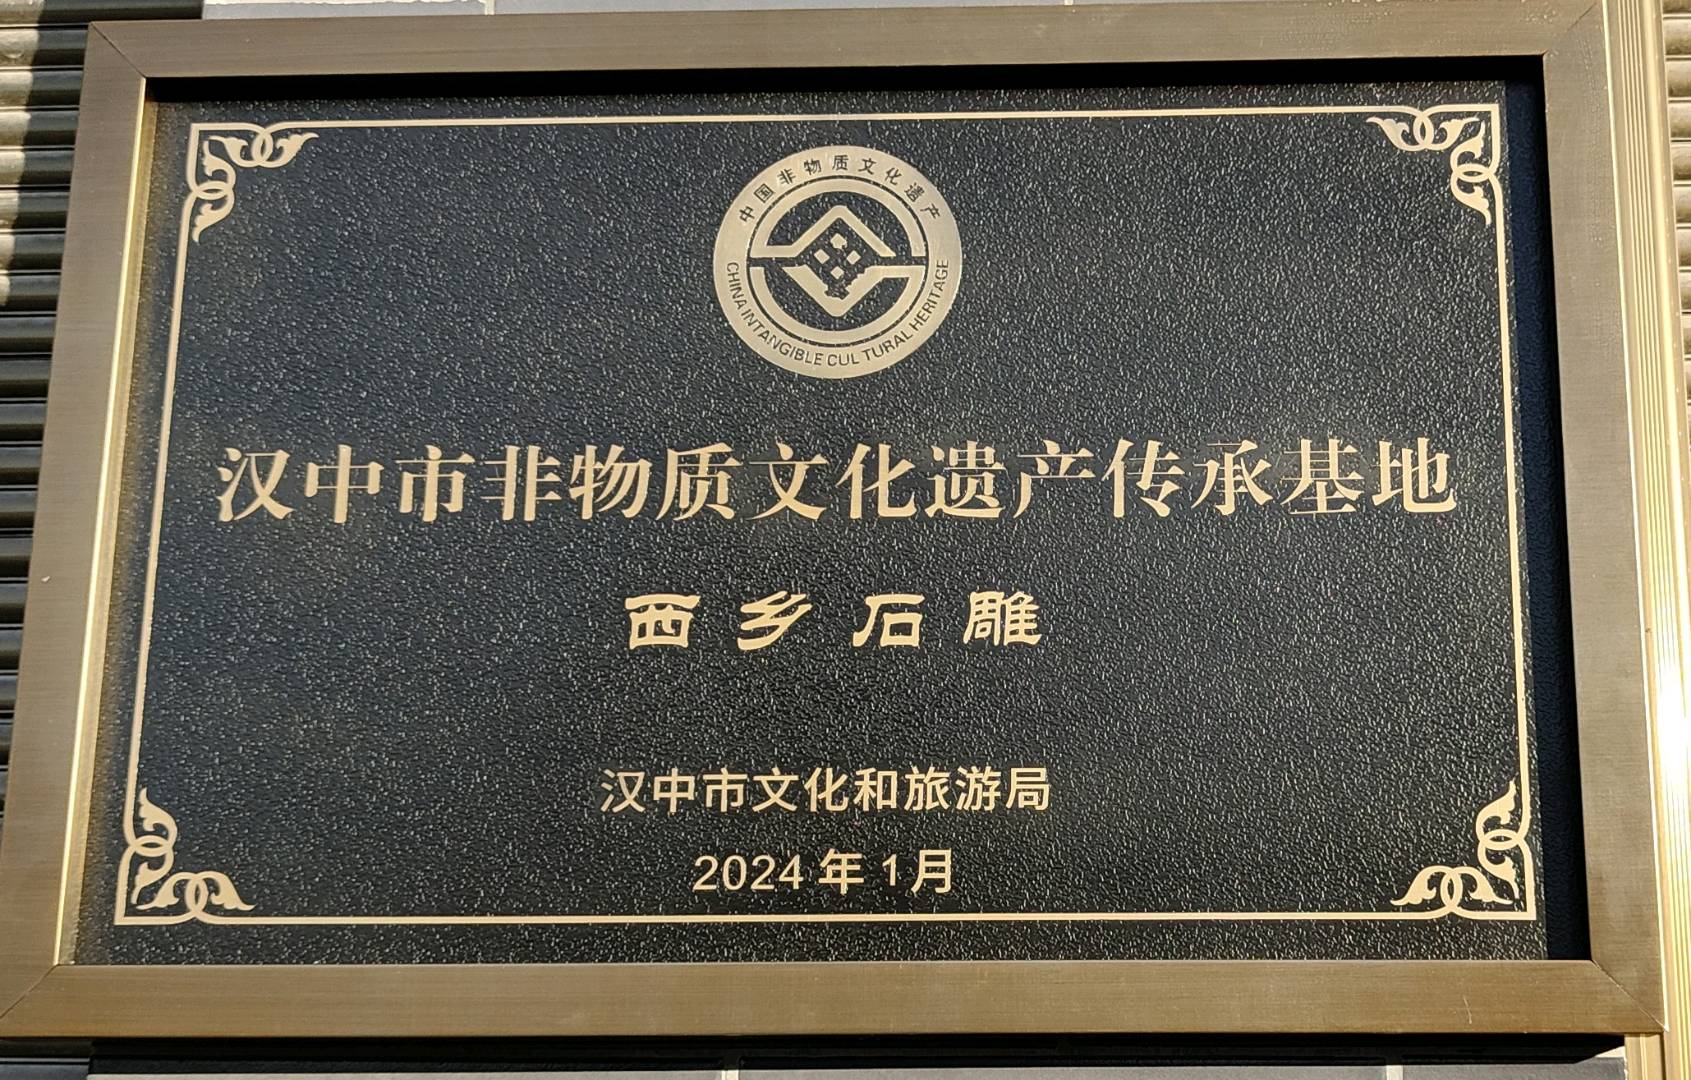 中国非物质文化遗产
CHINA INTANGIBLE CULTURAL HERITAGE
汉中市非物质文化遗产传承基地
西乡石雕
汉中市文化和旅游局
2024年1月